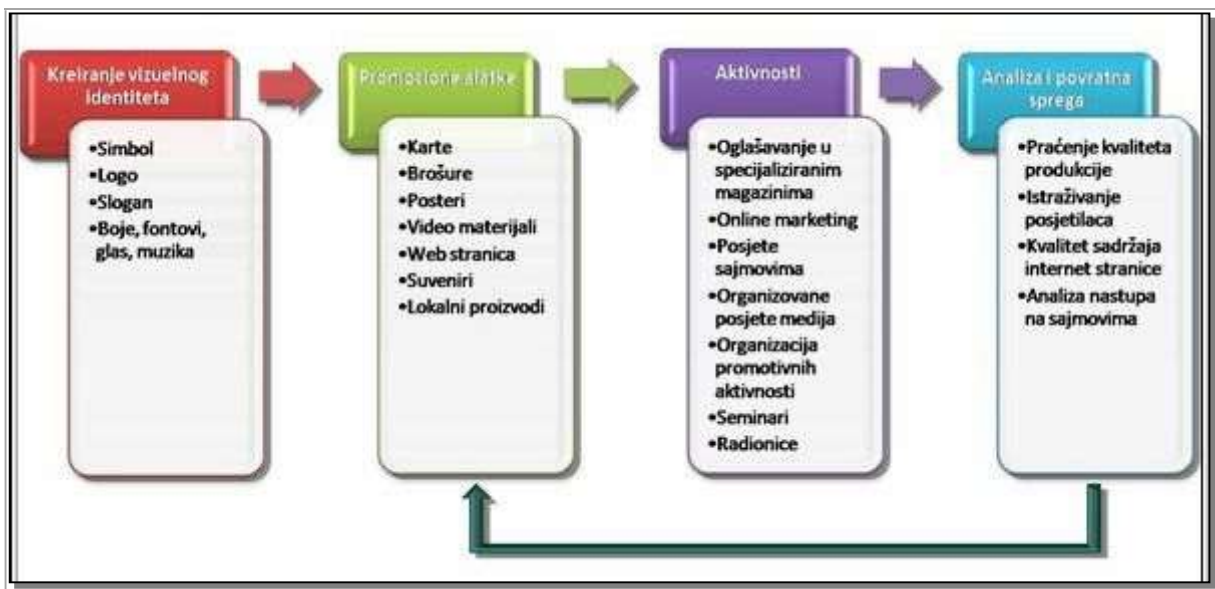 Kreiranje vizuelnog
identiteta
•Simbol
•Logo
•Slogan
•Boje, fontovi,
glas, muzika
Promocione alatke
•Karte
•Brošure
•Posteri
•Video materijali
•Web stranica
•Suveniri
•Lokalni proizvodi
Aktivnosti
•Oglašavanje u
specijaliziranim
magazinima
•Online marketing
•Posjete
sajmovima
•Organizovane
posjete medija
•Organizacija
promotivnih
aktivnosti
•Seminari
•Radionice
Analiza i povratna
sprega
•Praćenje kvaliteta
produkcije
•Istraživanje
posjetilaca
•Kvalitet sadržaja
internet stranice
•Analiza nastupa
na sajmovima